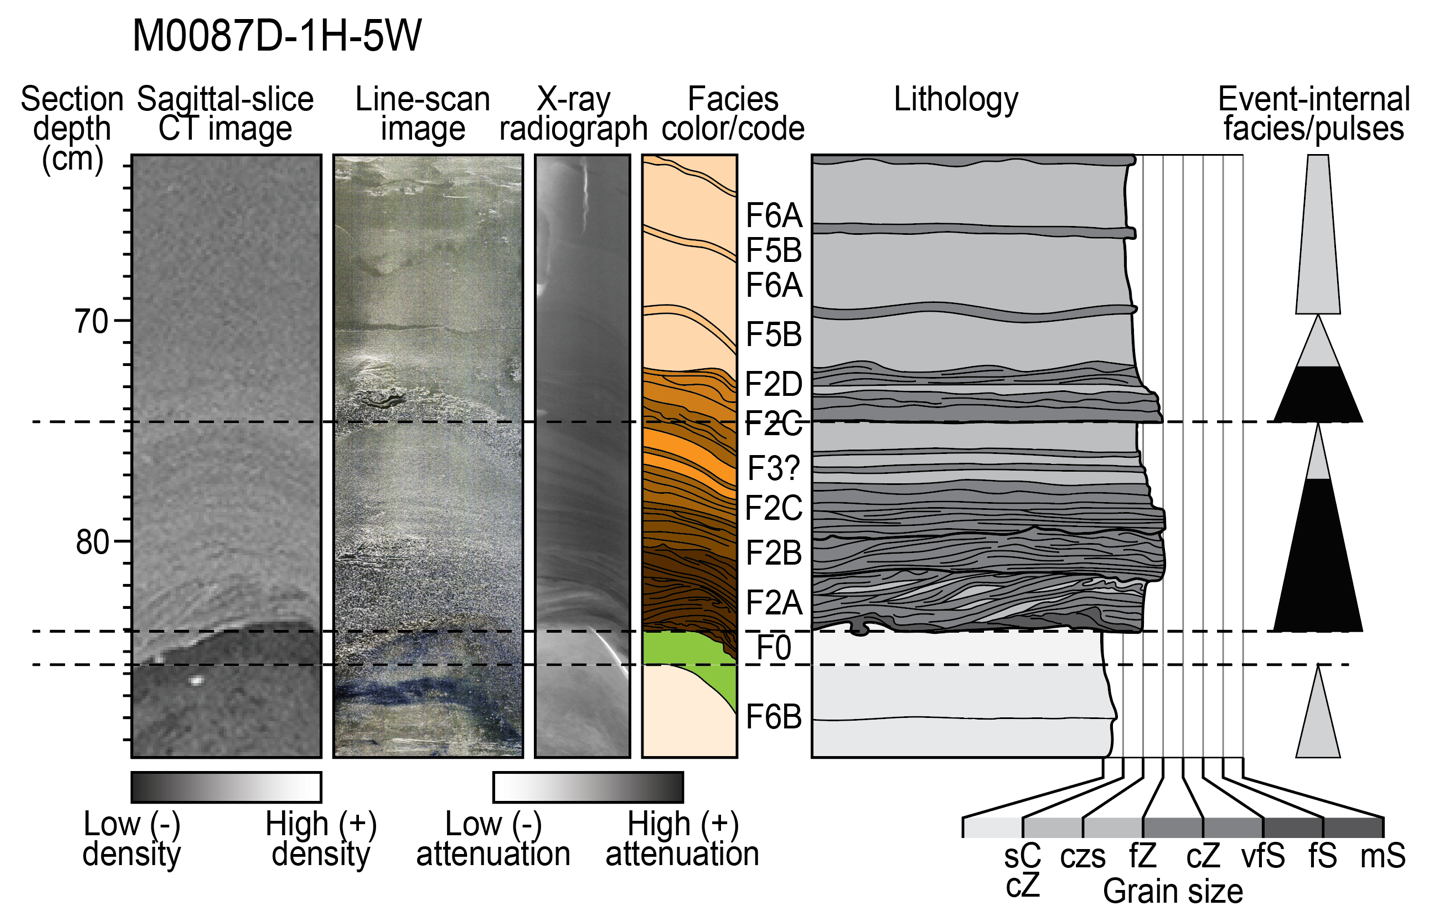 M0087D-1H-5W
Section
depth
(cm)
Sagittal-slice
CT image
Line-scan
image
X-ray
radiograph
Facies
color/code
Lithology
Event-internal
facies/pulses
70
80
F6A
F5B
F6A
F5B
F2D
F2C
F3?
F2C
F2B
F2A
F0
F6B
Low (-)
density
High (+)
density
Low (-)
attenuation
High (+)
attenuation
sC
cZ
czs
fZ
cZ
vfS
fS
mS
Grain size